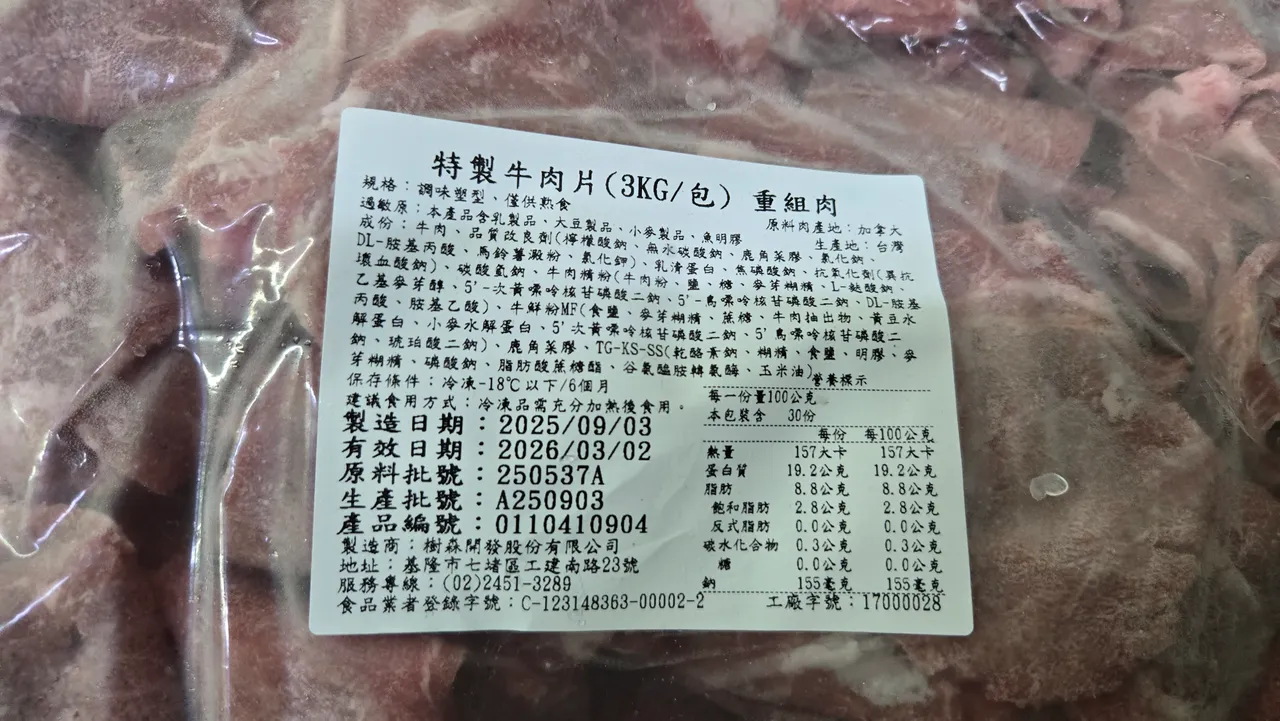 特製牛肉片(3KG/包) 重組肉
規格：調味塑型、僅供熟食
過敏原：本產品含乳製品、大豆製品、小麥製品、魚明膠 原料肉產地：加拿大
生產地：台灣
成份：牛肉、品質改良劑(檸檬酸鈉、無水碳酸鈉、鹿角菜膠、氯化鈉、
DL-胺基丙酸、馬鈴薯澱粉、氯化鉀)、乳清蛋白、焦磷酸鈉、抗氧化劑(異抗
壞血酸鈉)、碳酸氫鈉、牛肉精粉(牛肉粉、鹽、糖、麥芽糊精、L-麩酸鈉、
乙基麥芽醇、5'-次黃嘌呤核苷磷酸二鈉、5'-鳥嘌呤核苷磷酸二鈉、DL-胺基
丙酸、胺基乙酸)、牛鮮粉MF(食鹽、麥芽糊精、蔗糖、牛肉抽出物、黃豆水
解蛋白、小麥水解蛋白、5'次黃嘌呤核苷磷酸二鈉、5'鳥嘌呤核苷磷酸二
鈉、琥珀酸二鈉)、鹿角菜膠、TG-KS-SS(乾酪素鈉、糊精、食鹽、明膠、麥
芽糊精、磷酸鈉、脂肪酸蔗糖酯、谷氨醯胺轉氨酶、玉米油)
保存條件：冷凍-18℃以下/6個月
建議食用方式：冷凍品需充分加熱後食用。
製造日期：2025/09/03
有效日期：2026/03/02
原料批號：250537A
生產批號：A250903
產品編號：0110410904
製造商：樹森開發股份有限公司
地址：基隆市七堵區工建南路23號
服務專線：(02)2451-3289
食品業者登錄字號：C-123148363-00002-2
營養標示
每一份量100公克
本包裝含 30份
每份 每100公克
熱量 157大卡 157大卡
蛋白質 19.2公克 19.2公克
脂肪 8.8公克 8.8公克
飽和脂肪 2.8公克 2.8公克
反式脂肪 0.0公克 0.0公克
碳水化合物 0.3公克 0.3公克
糖 0.0公克 0.0公克
鈉 155毫克 155毫克
工廠字號：17000028